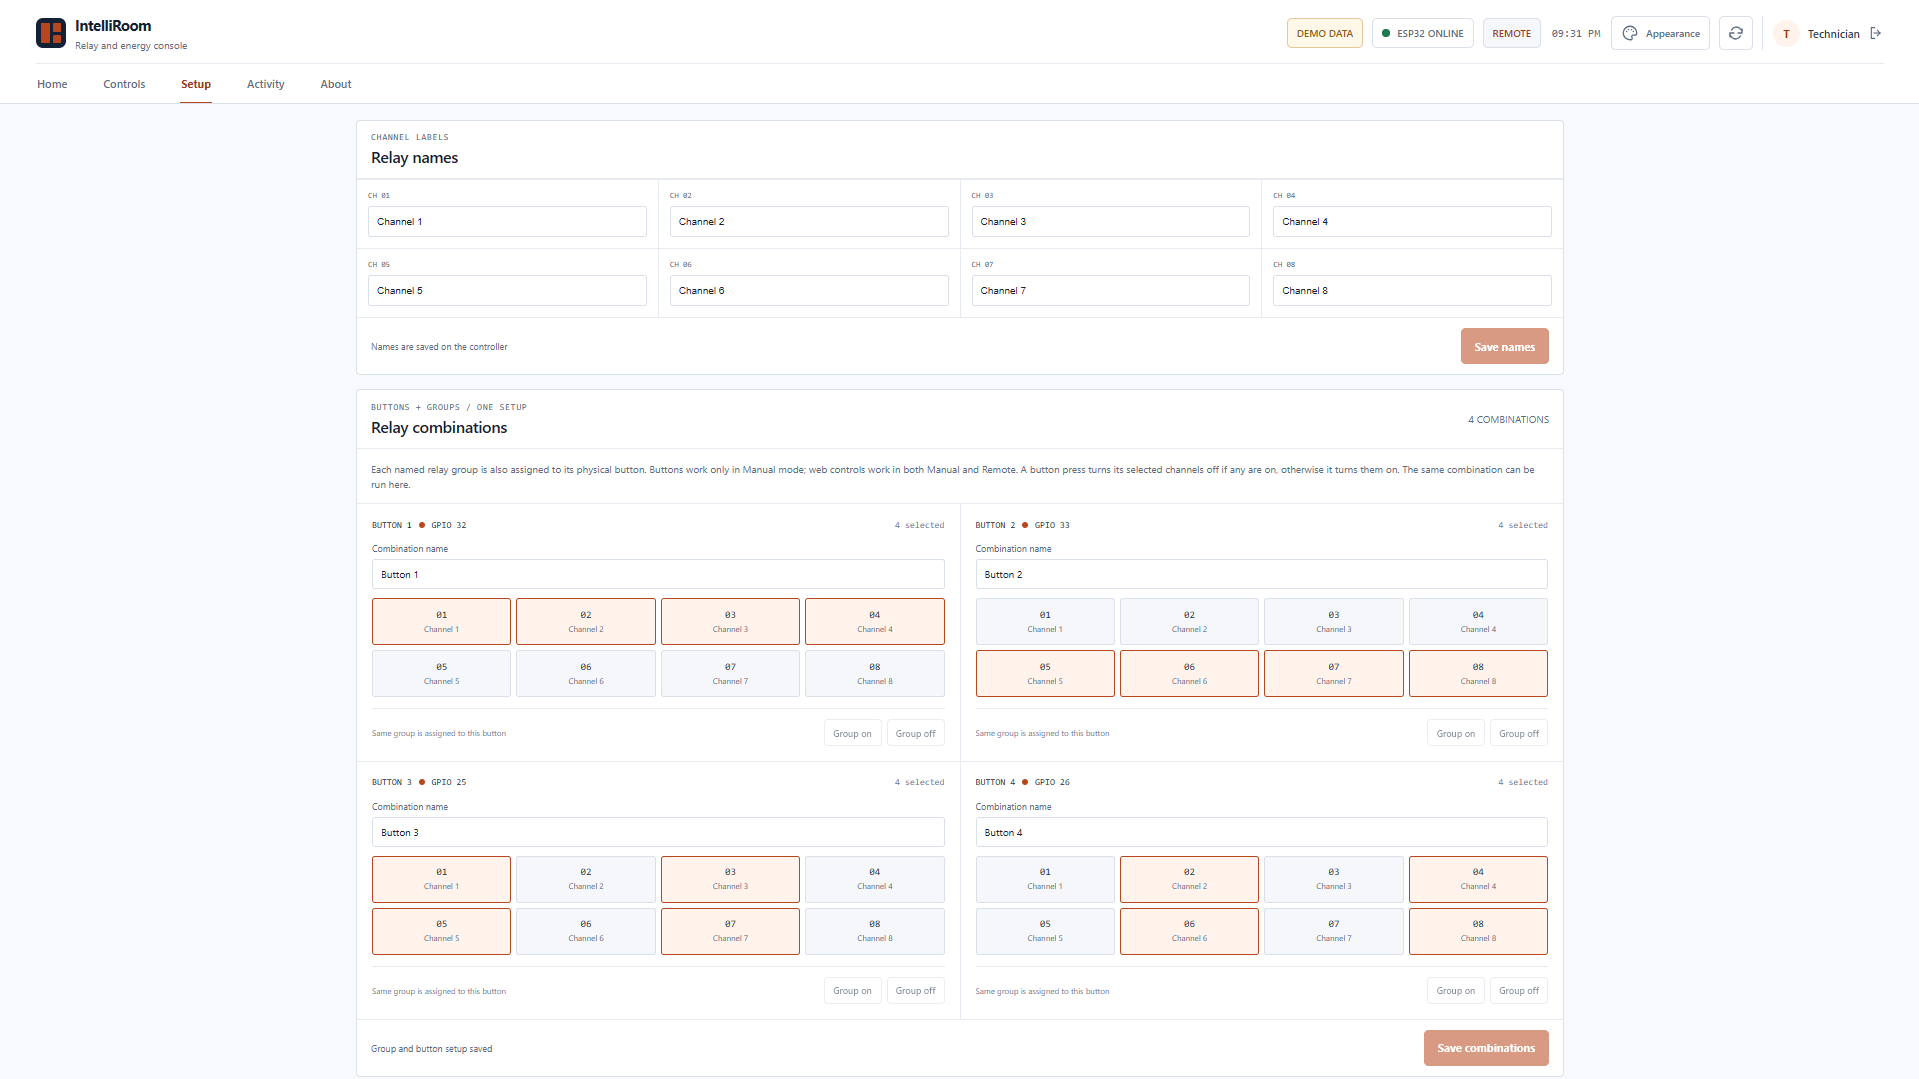 IntelliRoom
Relay and energy console
DEMO DATA
ESP32 ONLINE
REMOTE
09:31 PM
Appearance
T
Technician
Home
Controls
Setup
Activity
About
CHANNEL LABELS
Relay names
CH 01
CH 02
CH 03
CH 04
Channel 1
Channel 2
Channel 3
Channel 4
CH 05
CH 06
CH 07
CH 08
Channel 5
Channel 6
Channel 7
Channel 8
Names are saved on the controller
Save names
BUTTONS + GROUPS / ONE SETUP
Relay combinations
4 COMBINATIONS
Each named relay group is also assigned to its physical button. Buttons work only in Manual mode; web controls work in both Manual and Remote. A button press turns its selected channels off if any are on, otherwise it turns them on. The same combination can be
run here.
BUTTON 1 ● GPIO 32
4 selected
Combination name
Button 1
01
Channel 1
02
Channel 2
03
Channel 3
04
Channel 4
05
Channel 5
06
Channel 6
07
Channel 7
08
Channel 8
Same group is assigned to this button
Group on
Group off
BUTTON 2 ● GPIO 33
4 selected
Combination name
Button 2
01
Channel 1
02
Channel 2
03
Channel 3
04
Channel 4
05
Channel 5
06
Channel 6
07
Channel 7
08
Channel 8
Same group is assigned to this button
Group on
Group off
BUTTON 3 ● GPIO 25
4 selected
Combination name
Button 3
01
Channel 1
02
Channel 2
03
Channel 3
04
Channel 4
05
Channel 5
06
Channel 6
07
Channel 7
08
Channel 8
Same group is assigned to this button
Group on
Group off
BUTTON 4 ● GPIO 26
4 selected
Combination name
Button 4
01
Channel 1
02
Channel 2
03
Channel 3
04
Channel 4
05
Channel 5
06
Channel 6
07
Channel 7
08
Channel 8
Same group is assigned to this button
Group on
Group off
Group and button setup saved
Save combinations